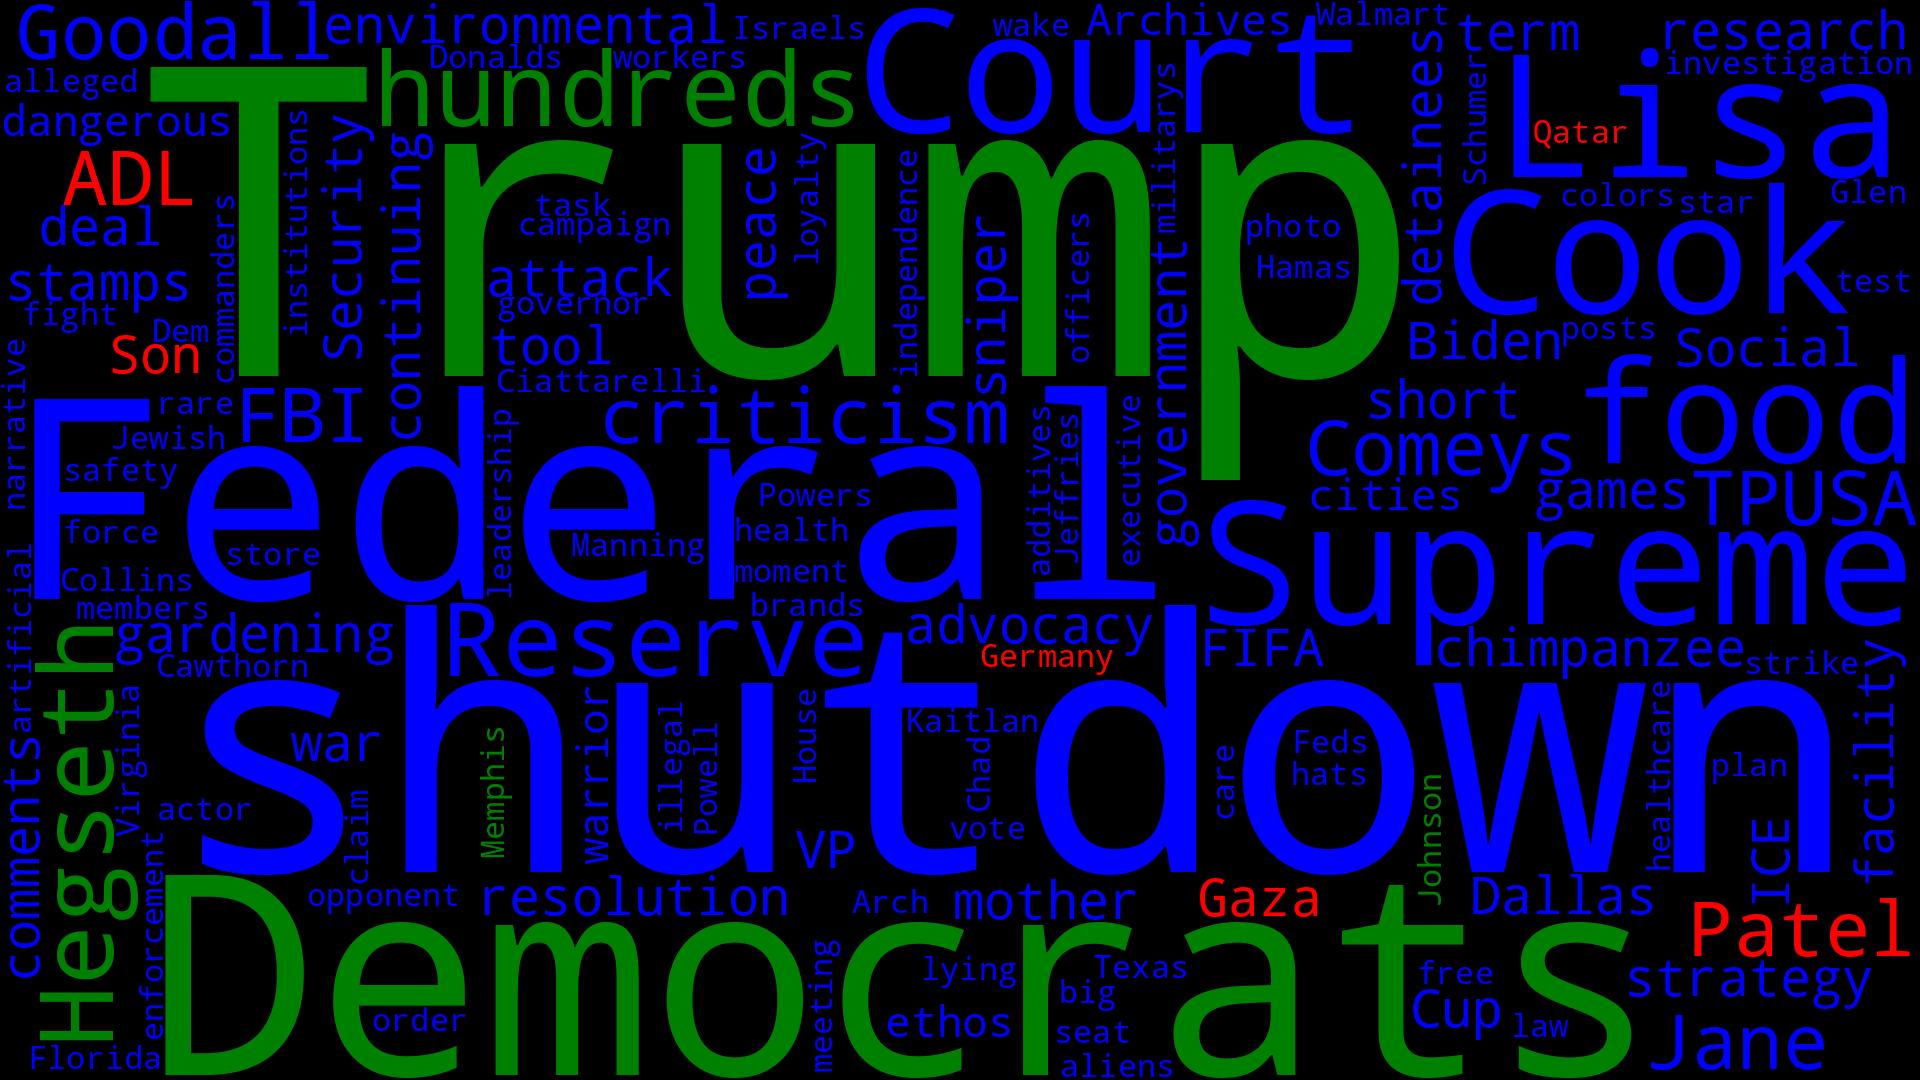 Goodall
environmental
Israels
Court
wake
Archives
Walmart
term
research
alleged
Donalds
workers
hundreds
investigation
Lisa
Trump
dangerous
institutions
Security
continuing
ADL
peace
loyalty
militarys
detainees
Schumer
Qatar
deal
commanders
task
campaign
independence
sniper
officers
government
photo
Hamas
colors
star
Glen
Cook
stamps
attack
governor
test
fight
Dem
tool
Biden
posts
Social
Son
Ciattarelli
narrative
rare
FBI
criticism
short
food
Federal
Jewish
safety
leadership
additives
Jeffries
executive
Comeys
Powers
cities
games
TPUSA
force
store
Manning
health
Supreme
Collins
moment
members
brands
artificial
gardening
Reserve
advocacy
FIFA
chimpanzee
strike
facility
Cawthorn
Germany
Hegseth
shutdown
Virginia
war
Memphis
warrior
illegal
Powell
House
Kaitlan
Chad
care
Feds
hats
healthcare
plan
comments
actor
claim
VP
vote
Johnson
ICE
enforcement
opponent
resolution
Arch
mother
Gaza
Dallas
Patel
Democrats
order
meeting
lying
Texas
big
free
strategy
ethos
seat
Cup
law
Jane
Florida
aliens